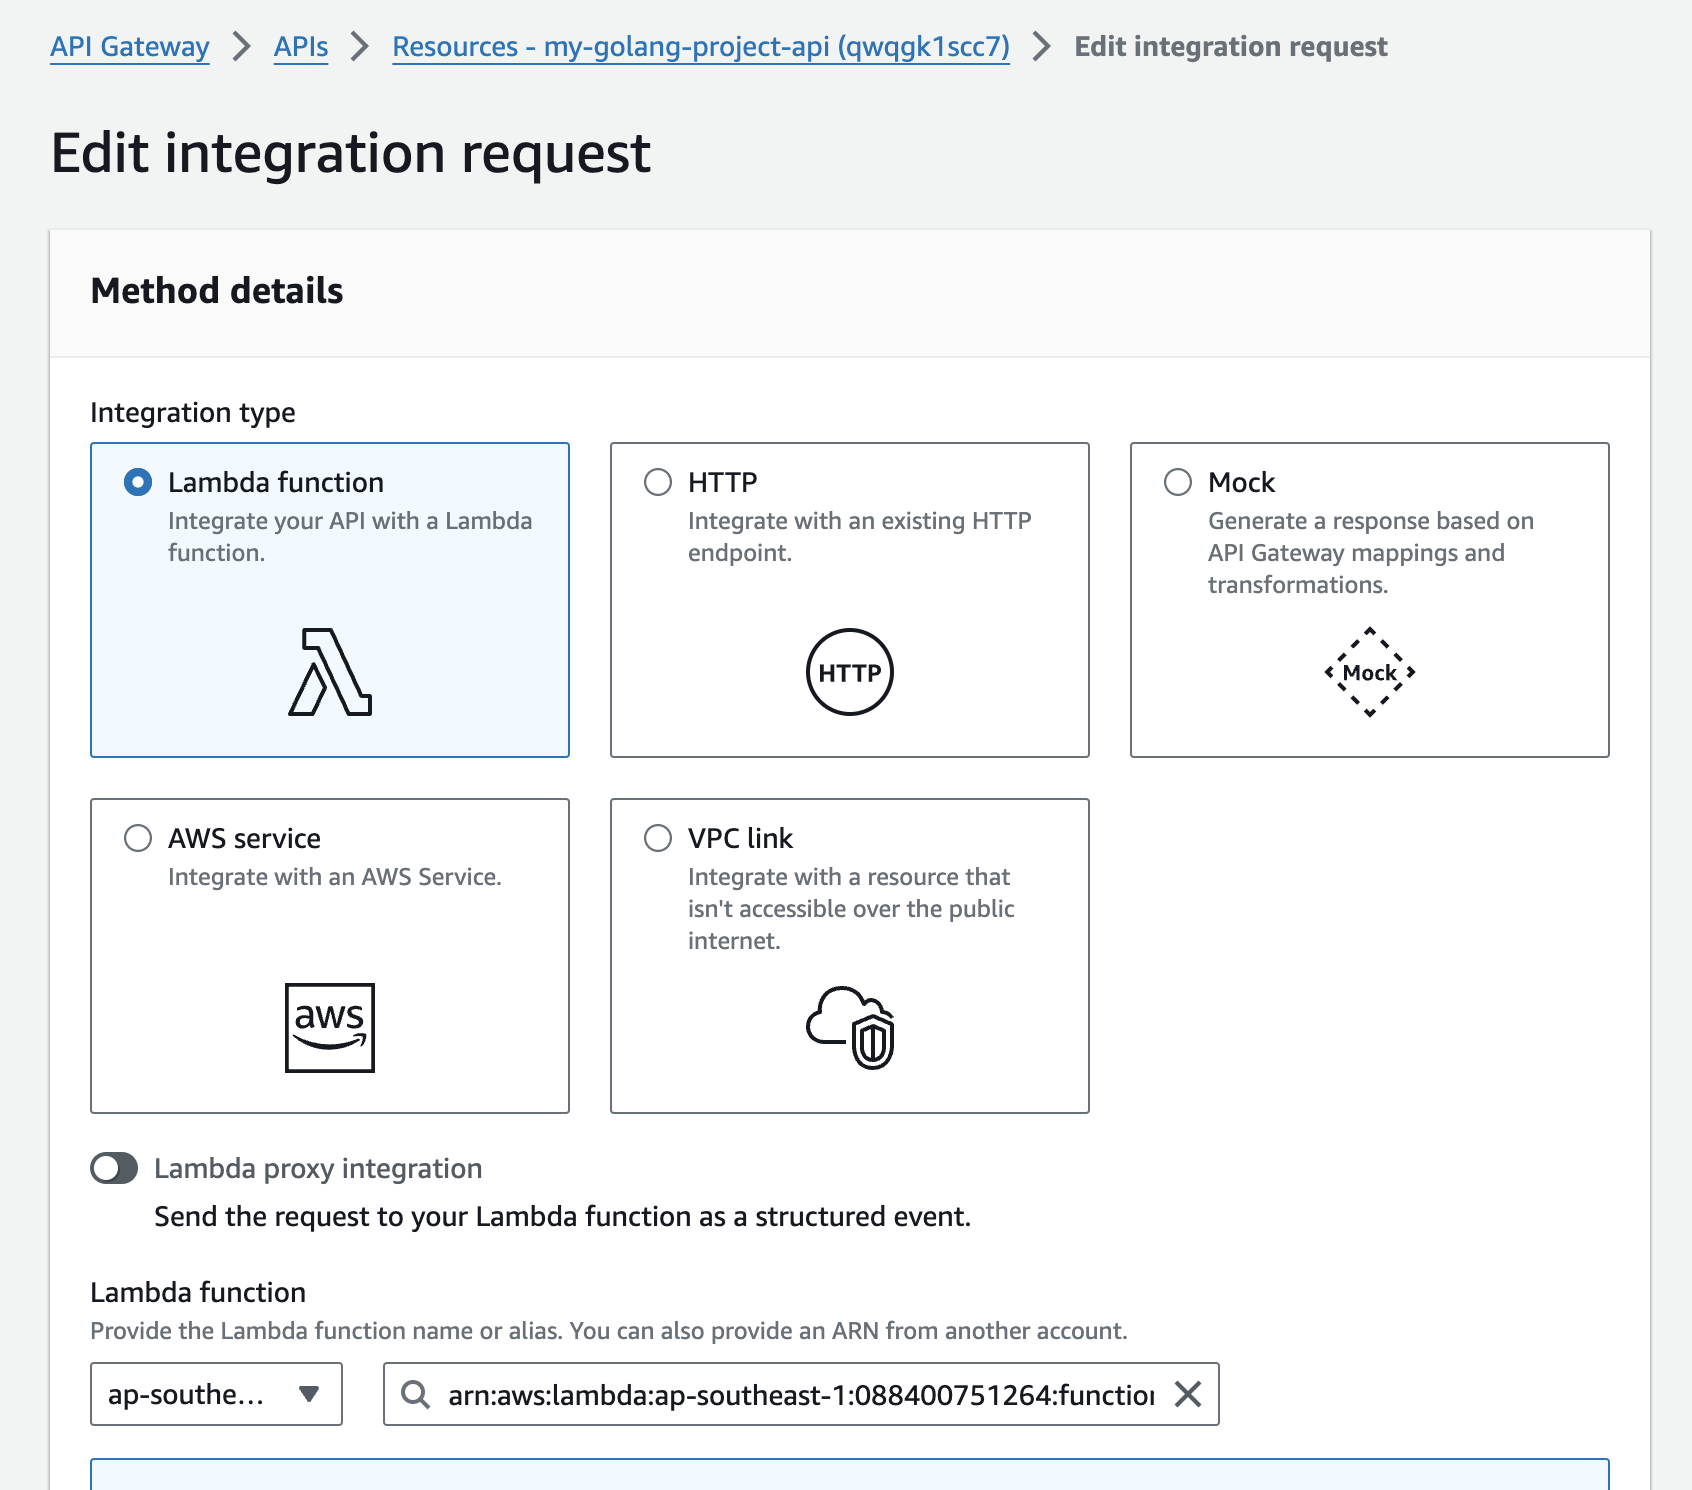 API Gateway > APIs > Resources - my-golang-project-api (qwqgk1scc7) > Edit integration request
Edit integration request
Method details
Integration type
Lambda function
Integrate your API with a Lambda
function.
HTTP
Integrate with an existing HTTP
endpoint.
HTTP
Mock
Generate a response based on
API Gateway mappings and
transformations.
Mock
AWS service
Integrate with an AWS Service.
aws
VPC link
Integrate with a resource that
isn't accessible over the public
internet.
Lambda proxy integration
Send the request to your Lambda function as a structured event.
Lambda function
Provide the Lambda function name or alias. You can also provide an ARN from another account.
ap-southe...
arn:aws:lambda:ap-southeast-1:088400751264:function